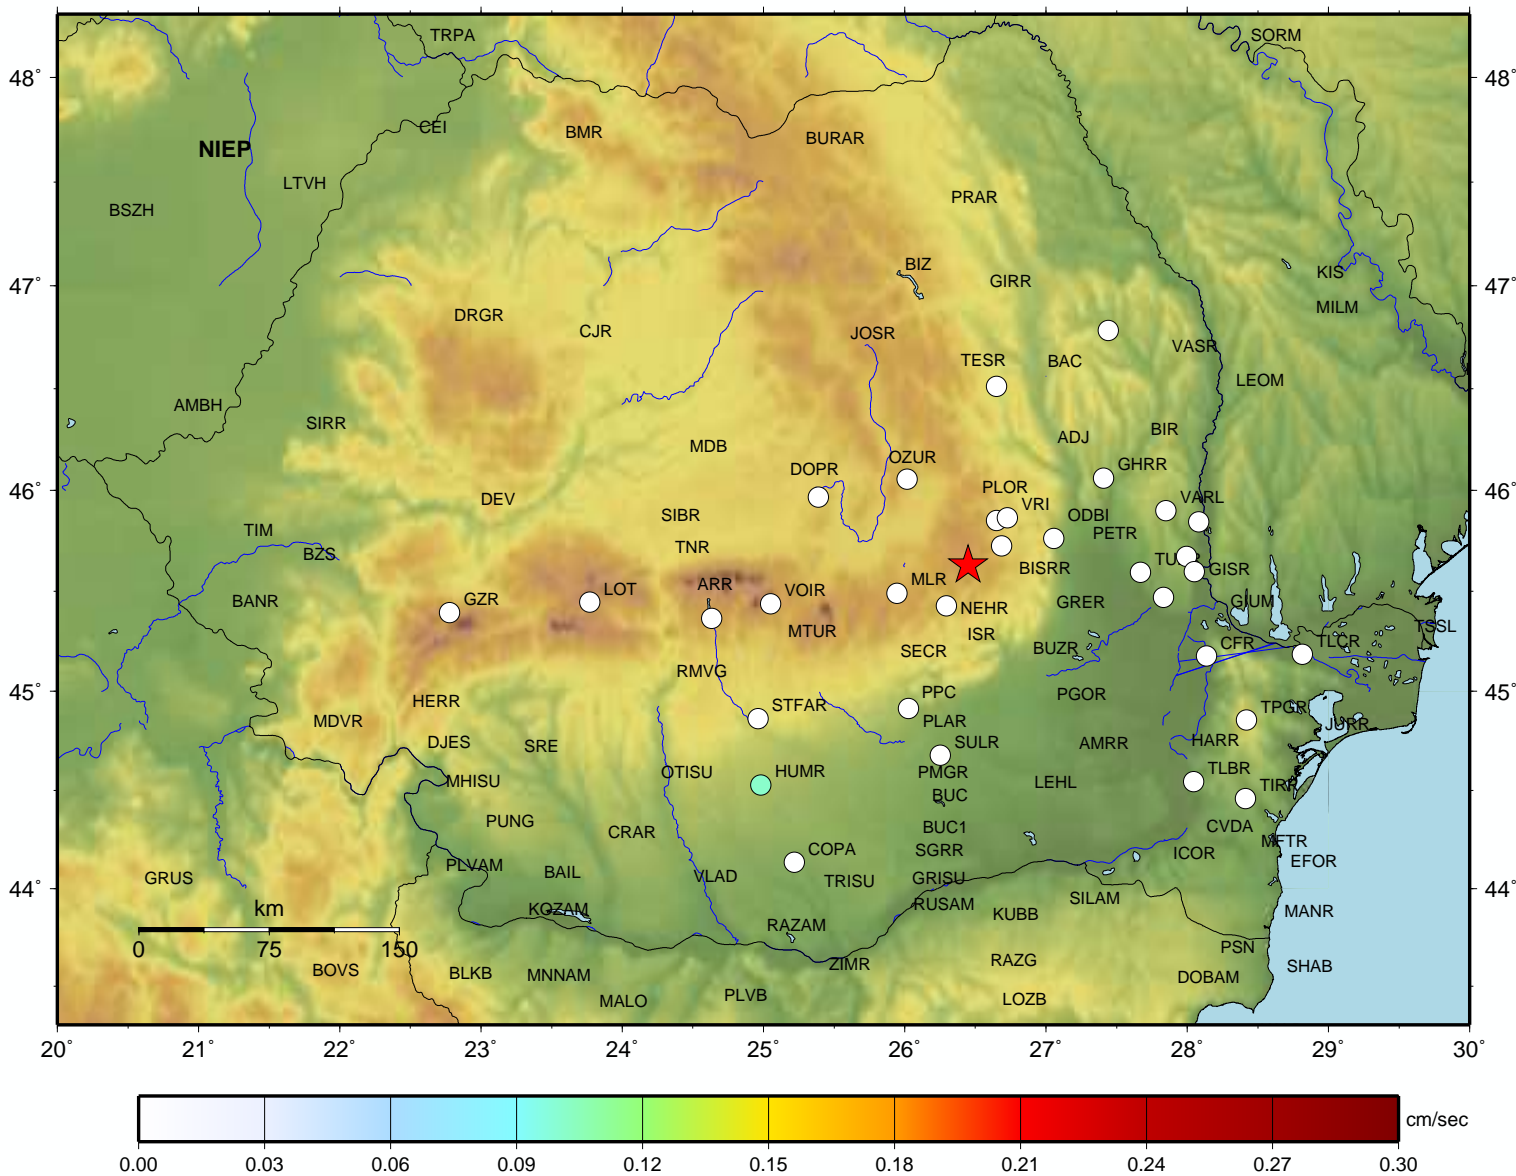 TRPA
SORM
48°
48°
CEI
BMR
BURAR
NIEP
LTVH
PRAR
BSZH
BIZ
KIS
47°
GIRR
47°
MILM
DRGR
CJR
JOSR
VASR
TESR
BAC
LEOM
AMBH
SIRR
BIR
ADJ
MDB
OZUR
GHRR
DOPR
46°
PLOR
VARL
46°
DEV
VRI
SIBR
ODBI
TIM
PETR
BZS
TNR
BISRR
GISR
ARR
MLR
LOT
VOIR
GZR
BANR
GRER
GJUM
NEHR
MTUR
ISR
TSSL
SECR
BUZR
CFR
TLCR
RMVG
45°
PPC
PGOR
45°
HERR
STFAR
TPGR
MDVR
PLAR
JURR
DJES
SRE
SULR
AMRR
HARR
OTISU
HUMR
PMGR
TLBR
MHISU
LEHL
TIRR
BUC
PUNG
CRAR
BUC1
CVDA
MFTR
COPA
SGRR
ICOR
PLVAM
EFOR
BAIL
VLAD
TRISU
GRISU
44°
GRUS
44°
SILAM
km
KOZAM
RUSAM
KUBB
MANR
RAZAM
0 75 150
PSN
BOVS
BLKB
MNNAM
ZIMR
RAZG
SHAB
DOBAM
MALO
PLVB
LOZB
20° 21° 22° 23° 24° 25° 26° 27° 28° 29° 30°
cm/sec
0.00 0.03 0.06 0.09 0.12 0.15 0.18 0.21 0.24 0.27 0.30